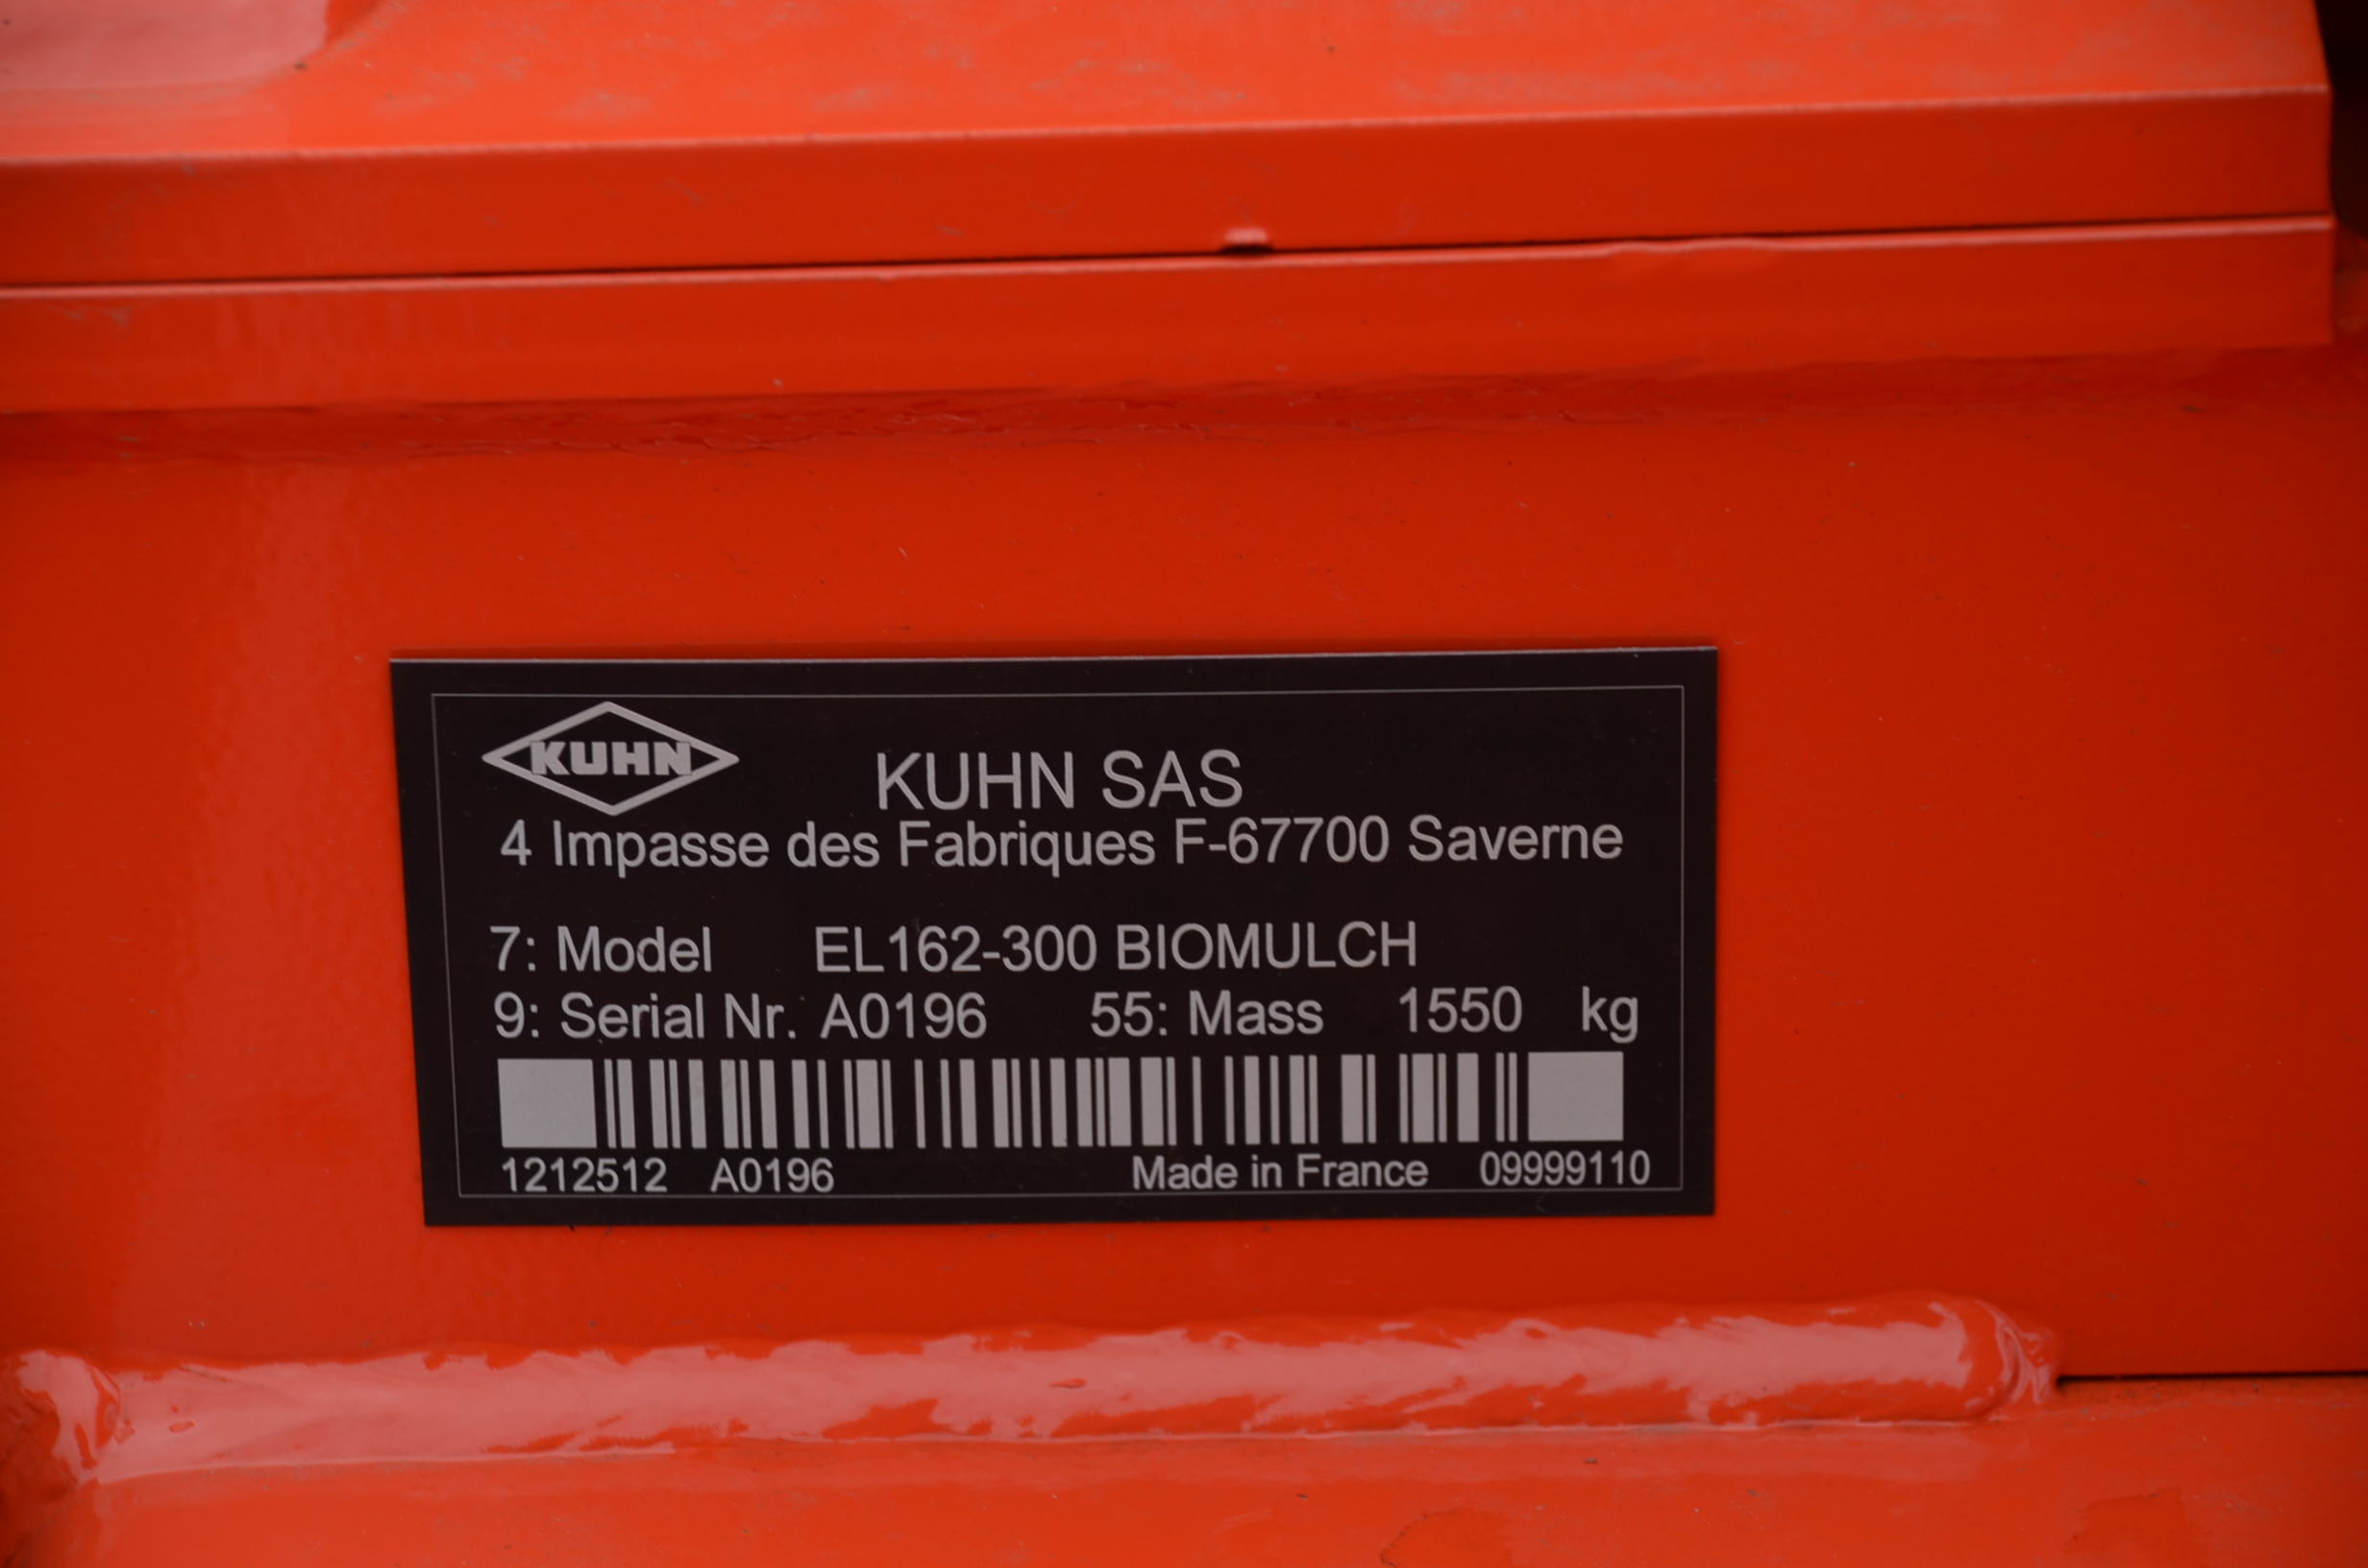 KUHN
KUHN SAS
4 Impasse des Fabriques F-67700 Saverne
7: Model EL162-300 BIOMULCH
9: Serial Nr. A0196 55: Mass 1550 kg
1212512 A0196 Made in France 09999110